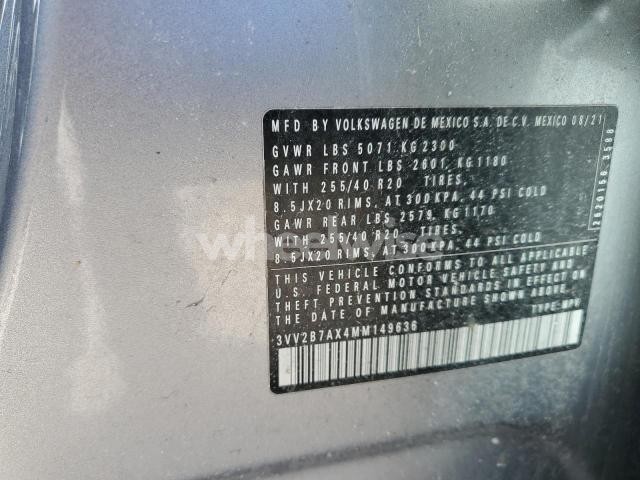 MFD BY VOLKSWAGEN DE MEXICO S.A. DE C.V. MEXICO 08/21
GVWR LBS 5071 KG 2300
GAWR FRONT LBS 2601, KG 1180
WITH 255/40 R20 TIRES,
8.5JX20 RIMS, AT 300 KPA, 44 PSI COLD
GAWR REAR LBS 2579, KG 1170
WITH 255/40 R20 TIRES,
8.5JX20 RIMS, AT 300 KPA, 44 PSI COLD
THIS VEHICLE CONFORMS TO ALL APPLICABLE
U.S. FEDERAL MOTOR VEHICLE SAFETY AND
THEFT PREVENTION STANDARDS IN EFFECT ON
THE DATE OF MANUFACTURE SHOWN ABOVE
TYPE: MPV
3VV2B7AX4MM149636
2620156 3588
wheelwise